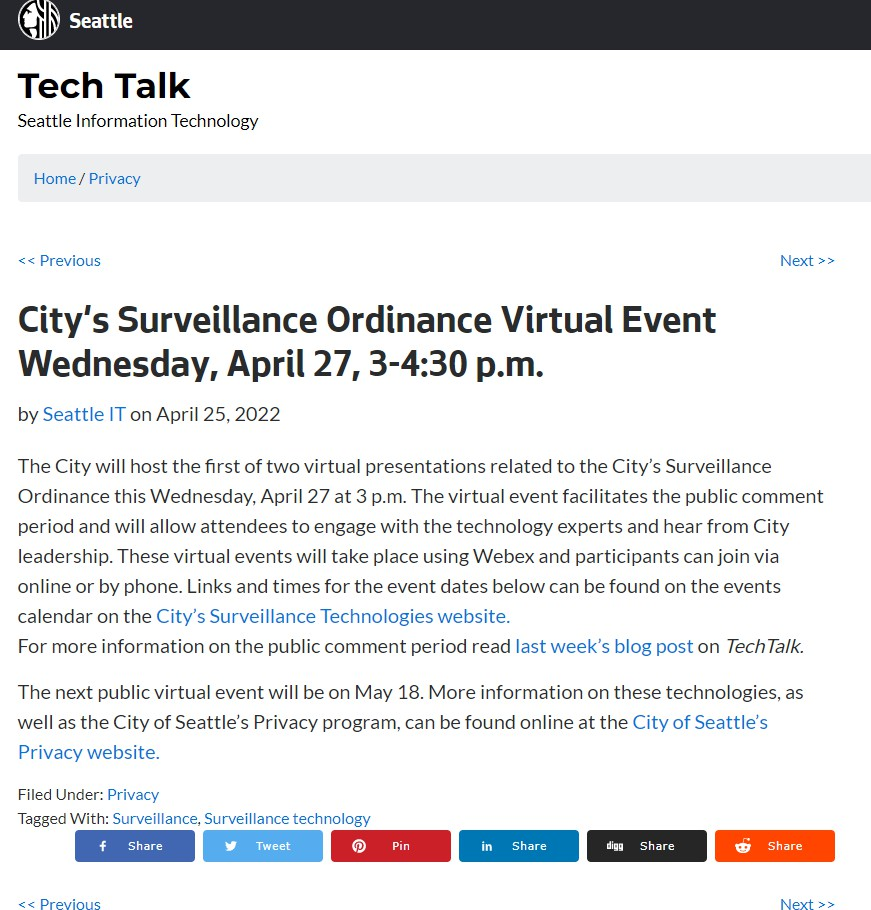 Seattle
Tech Talk
Seattle Information Technology
Home / Privacy
<< Previous
Next >>
City's Surveillance Ordinance Virtual Event
Wednesday, April 27, 3-4:30 p.m.
by Seattle IT on April 25, 2022
The City will host the first of two virtual presentations related to the City's Surveillance
Ordinance this Wednesday, April 27 at 3 p.m. The virtual event facilitates the public comment
period and will allow attendees to engage with the technology experts and hear from City
leadership. These virtual events will take place using Webex and participants can join via
online or by phone. Links and times for the event dates below can be found on the events
calendar on the City's Surveillance Technologies website.
For more information on the public comment period read last week's blog post on TechTalk.
The next public virtual event will be on May 18. More information on these technologies, as
well as the City of Seattle's Privacy program, can be found online at the City of Seattle's
Privacy website.
Filed Under: Privacy
Tagged With: Surveillance, Surveillance technology
f Share
Tweet
Pin
in Share
digg Share
Share
<< Previous
Next >>